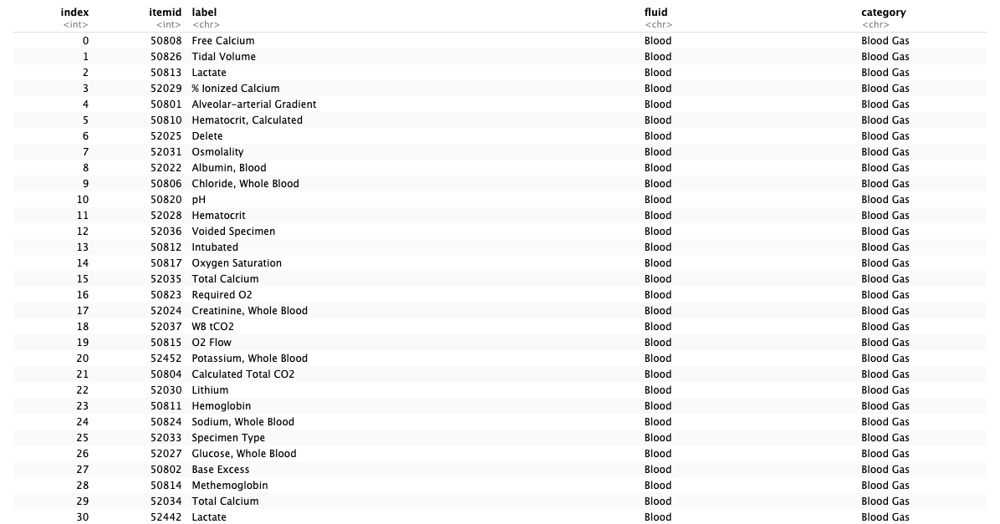 index itemid label fluid category
<int> <int> <chr> <chr> <chr>
0 50808 Free Calcium Blood Blood Gas
1 50826 Tidal Volume Blood Blood Gas
2 50813 Lactate Blood Blood Gas
3 52029 % Ionized Calcium Blood Blood Gas
4 50801 Alveolar-arterial Gradient Blood Blood Gas
5 50810 Hematocrit, Calculated Blood Blood Gas
6 52025 Delete Blood Blood Gas
7 52031 Osmolality Blood Blood Gas
8 52022 Albumin, Blood Blood Blood Gas
9 50806 Chloride, Whole Blood Blood Blood Gas
10 50820 pH Blood Blood Gas
11 52028 Hematocrit Blood Blood Gas
12 52036 Voided Specimen Blood Blood Gas
13 50812 Intubated Blood Blood Gas
14 50817 Oxygen Saturation Blood Blood Gas
15 52035 Total Calcium Blood Blood Gas
16 50823 Required O2 Blood Blood Gas
17 52024 Creatinine, Whole Blood Blood Blood Gas
18 52037 WB tCO2 Blood Blood Gas
19 50815 O2 Flow Blood Blood Gas
20 52452 Potassium, Whole Blood Blood Blood Gas
21 50804 Calculated Total CO2 Blood Blood Gas
22 52030 Lithium Blood Blood Gas
23 50811 Hemoglobin Blood Blood Gas
24 50824 Sodium, Whole Blood Blood Blood Gas
25 52033 Specimen Type Blood Blood Gas
26 52027 Glucose, Whole Blood Blood Blood Gas
27 50802 Base Excess Blood Blood Gas
28 50814 Methemoglobin Blood Blood Gas
29 52034 Total Calcium Blood Blood Gas
30 52442 Lactate Blood Blood Gas